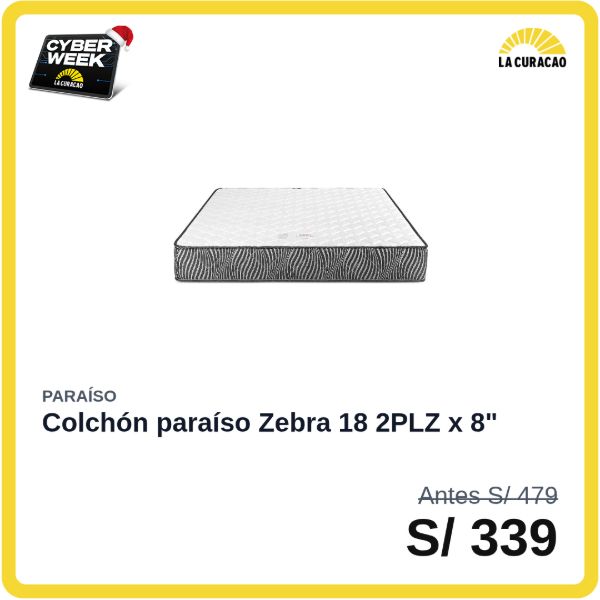 CYBER
WEEK
LA CURACAO
LA CURACAO
PARAÍSO
Colchón paraíso Zebra 18 2PLZ x 8"
Antes S/ 479
S/ 339